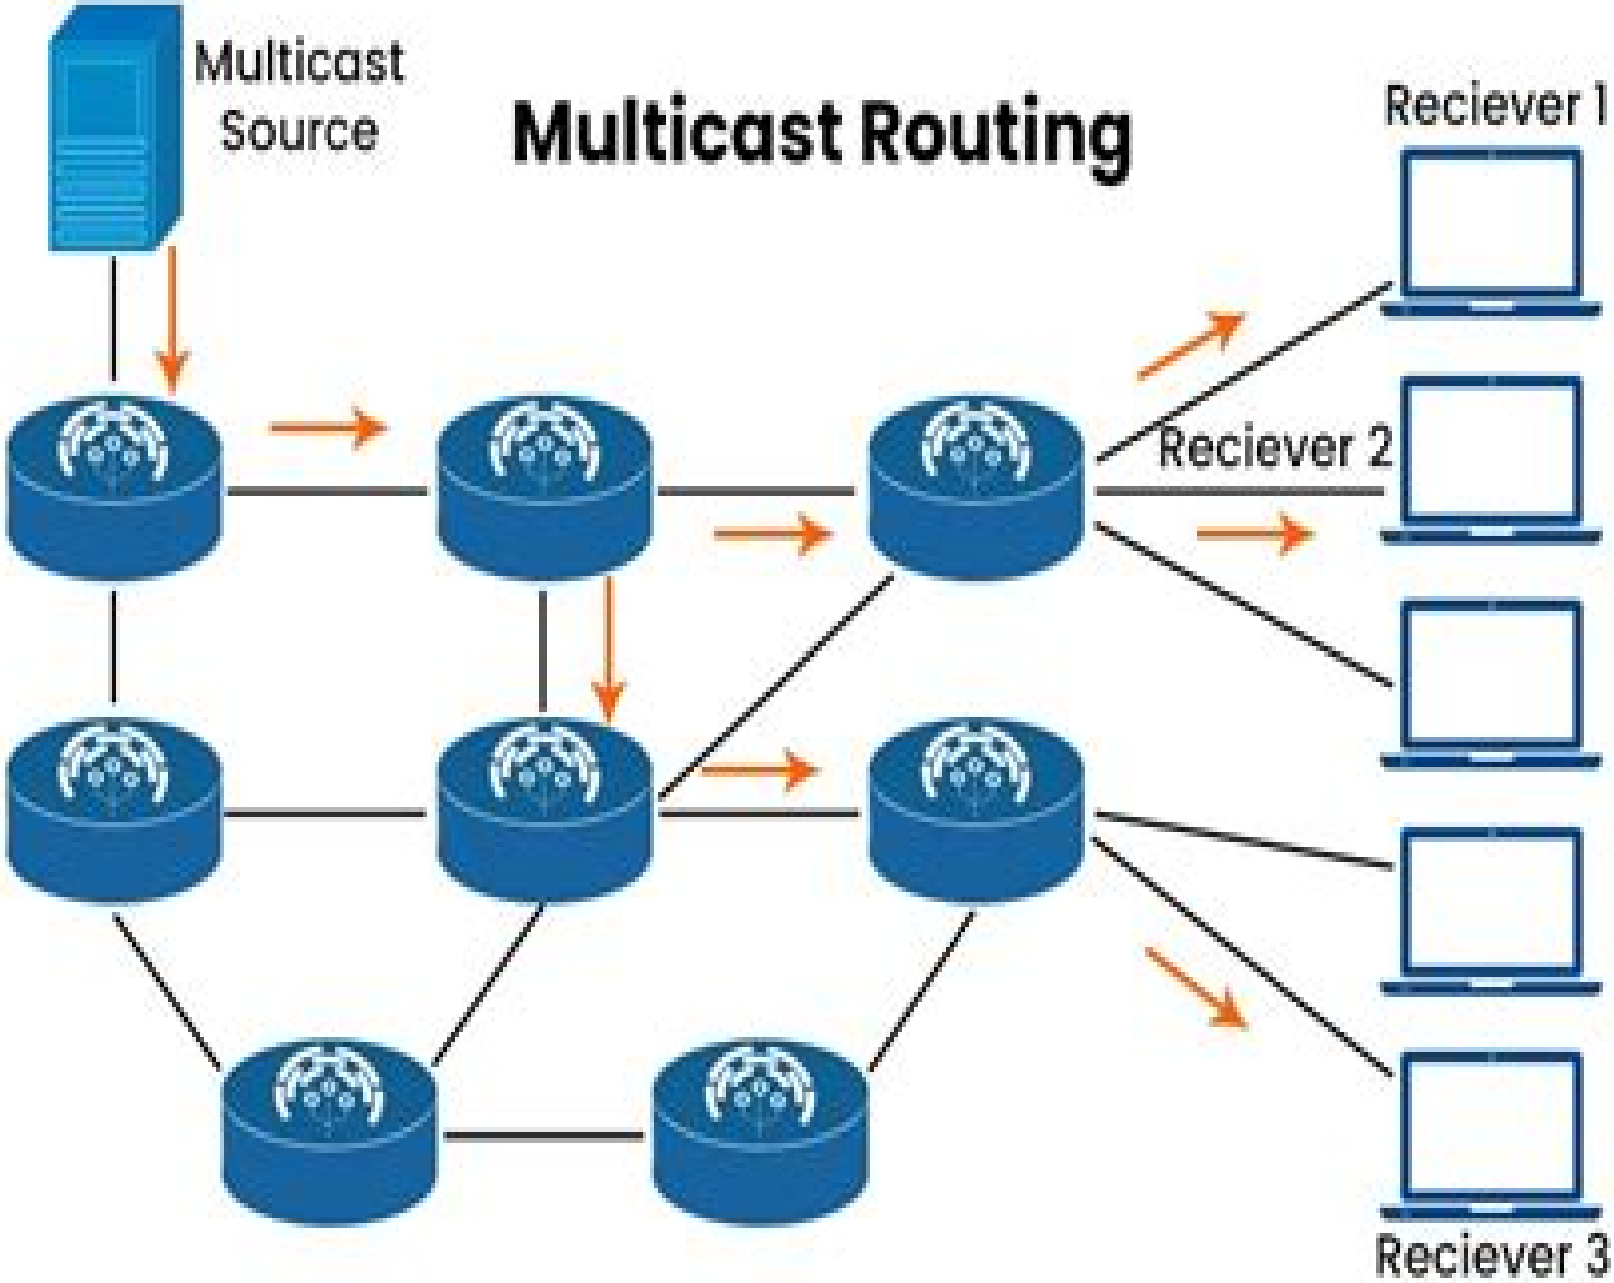 Multicast
Source
Multicast Routing
Reciever 1
Reciever 2
Reciever 3